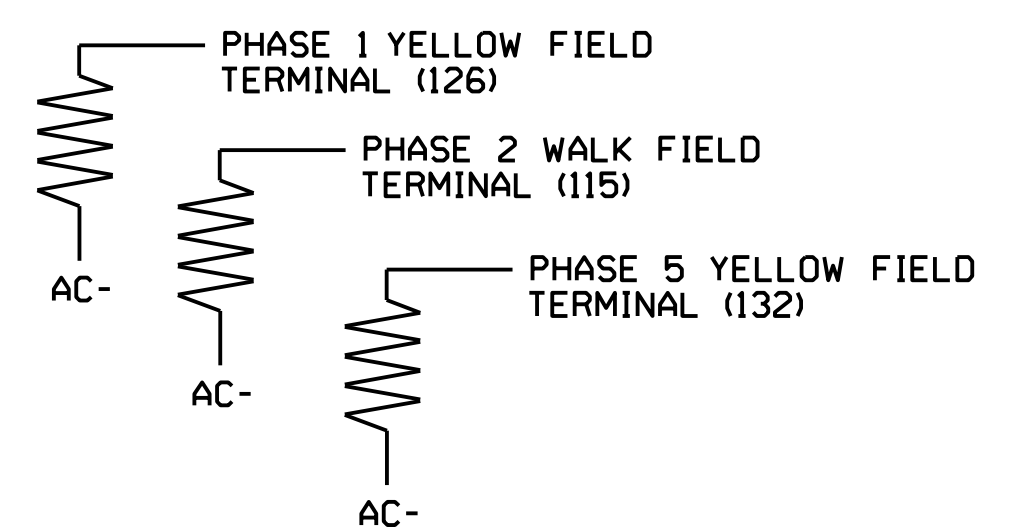 PHASE 1 YELLOW FIELD
TERMINAL (126)
AC-
PHASE 2 WALK FIELD
TERMINAL (115)
AC-
PHASE 5 YELLOW FIELD
TERMINAL (132)
AC-